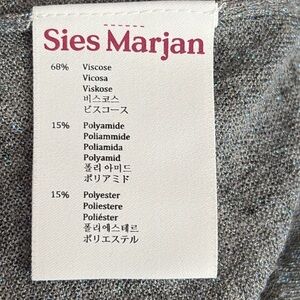 Sies Marjan
68% Viscose
Vicosa
Viskose
비스코스
ビスコース
15% Polyamide
Poliammide
Poliamida
Polyamid
폴리아미드
ポリアミド
15% Polyester
Poliestere
Poliéster
폴리에스테르
ポリエステル